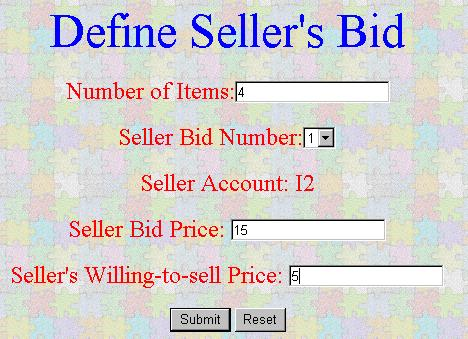 Define Seller's Bid
Number of Items: 4
Seller Bid Number: 1
Seller Account: I2
Seller Bid Price: 15
Seller's Willing-to-sell Price: 5
Submit Reset